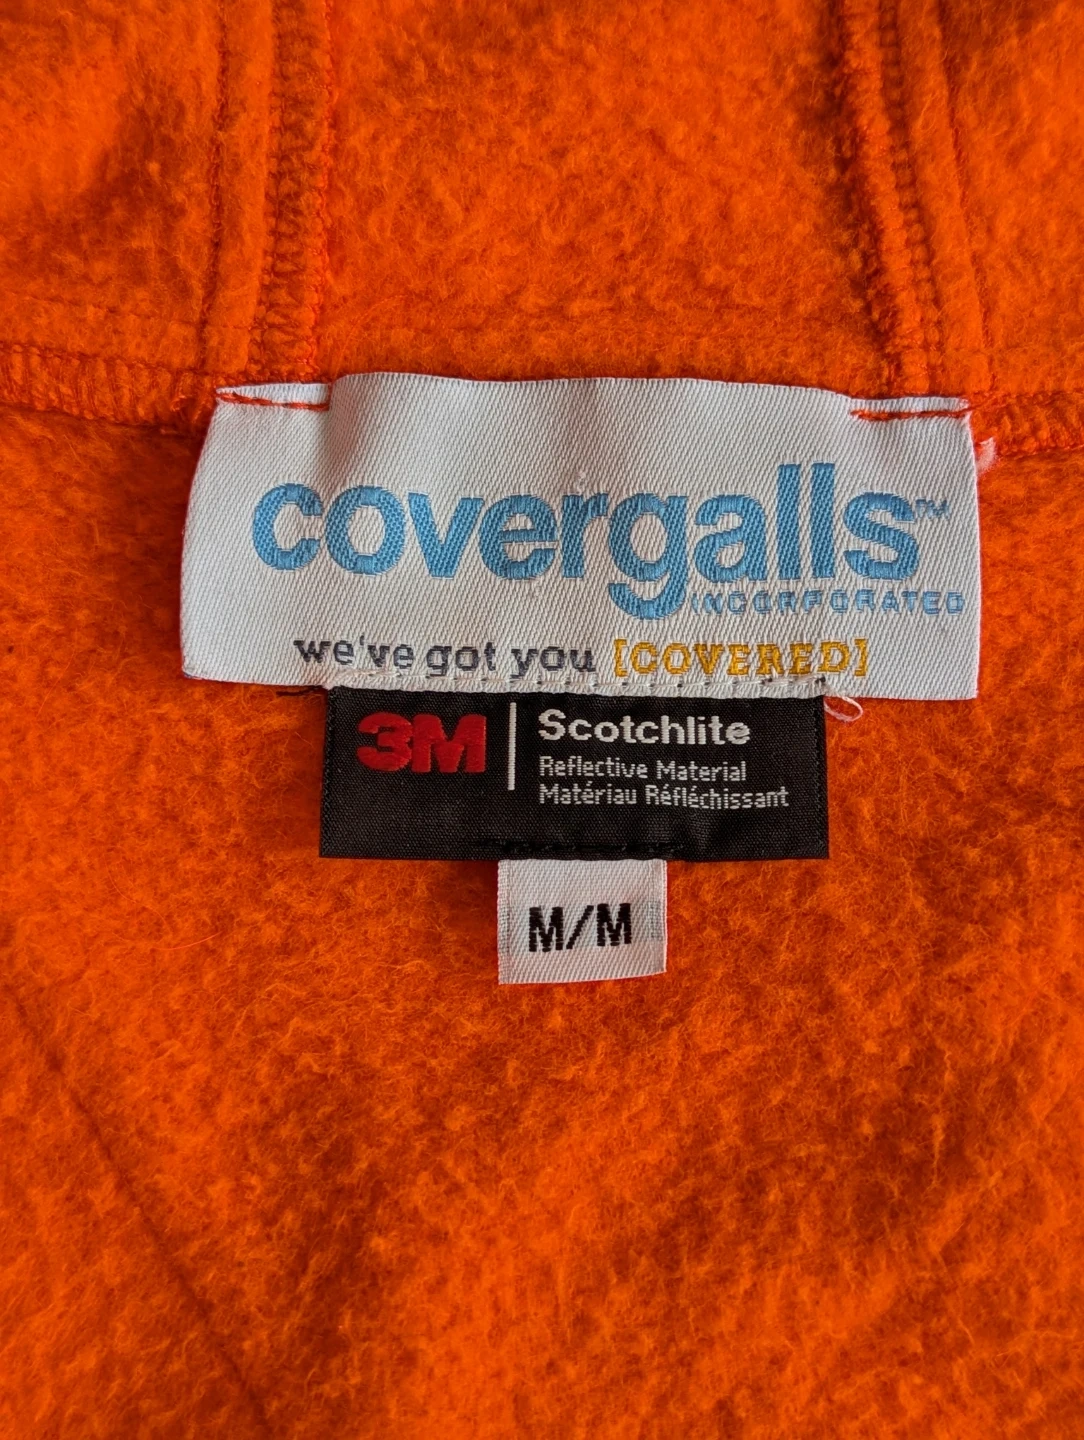 covergalls™
INCORPORATED
we've got you [COVERED]
3M
Scotchlite
Reflective Material
Matériau Réfléchissant
M/M